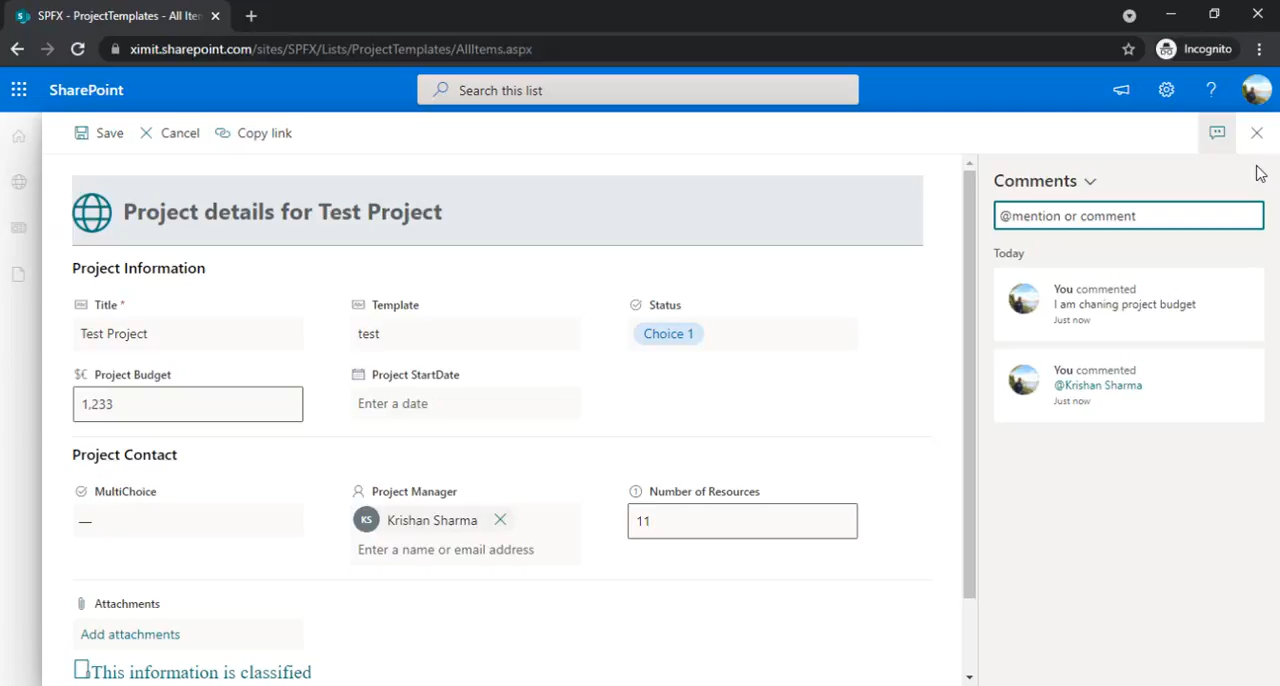 SPFX - ProjectTemplates - All Iten
ximit.sharepoint.com/sites/SPFX/Lists/ProjectTemplates/AllItems.aspx
Incognito
SharePoint
Search this list
Save
Cancel
Copy link
Project details for Test Project
Project Information
Title *
Template
Status
Test Project
test
Choice 1
Project Budget
Project StartDate
1,233
Enter a date
Project Contact
MultiChoice
Project Manager
Number of Resources
—
KS
Krishan Sharma
11
Enter a name or email address
Attachments
Add attachments
This information is classified
Comments
@mention or comment
Today
You commented
I am chaning project budget
Just now
You commented
@Krishan Sharma
Just now